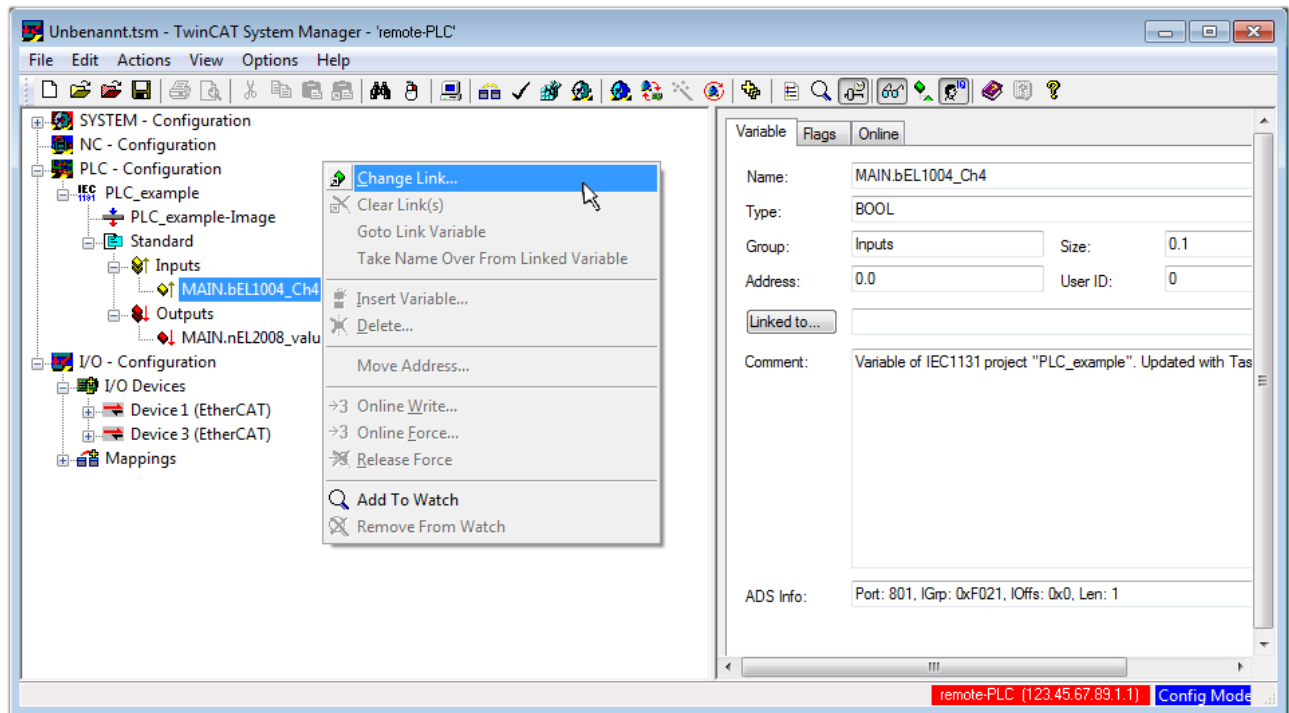 Unbenannt.tsm - TwinCAT System Manager - 'remote-PLC'
File Edit Actions View Options Help
SYSTEM - Configuration
NC - Configuration
PLC - Configuration
IEC 1131 PLC_example
PLC_example-Image
Standard
Inputs
MAIN.bEL1004_Ch4
Outputs
MAIN.nEL2008_valu
I/O - Configuration
I/O Devices
Device 1 (EtherCAT)
Device 3 (EtherCAT)
Mappings
Change Link...
Clear Link(s)
Goto Link Variable
Take Name Over From Linked Variable
Insert Variable...
Delete...
Move Address...
→3 Online Write...
→3 Online Force...
Release Force
Add To Watch
Remove From Watch
Variable Flags Online
Name: MAIN.bEL1004_Ch4
Type: BOOL
Group: Inputs Size: 0.1
Address: 0.0 User ID: 0
Linked to...
Comment: Variable of IEC1131 project "PLC_example". Updated with Tas
ADS Info: Port: 801, IGrp: 0xF021, IOffs: 0x0, Len: 1
remote-PLC (123.45.67.89.1.1) Config Mode